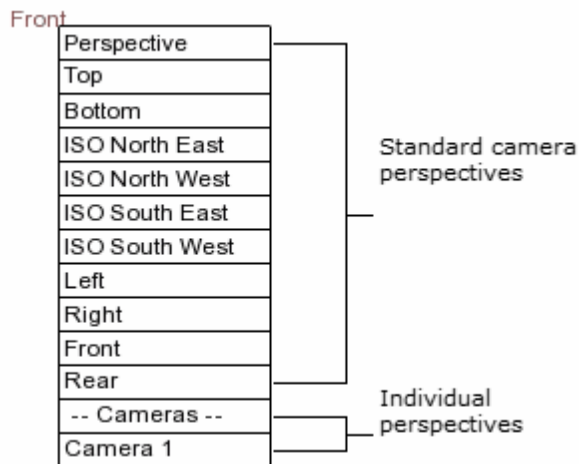 Front
Perspective
Top
Bottom
ISO North East
ISO North West
ISO South East
ISO South West
Left
Right
Front
Rear
-- Cameras --
Camera 1
Standard camera
perspectives
Individual
perspectives